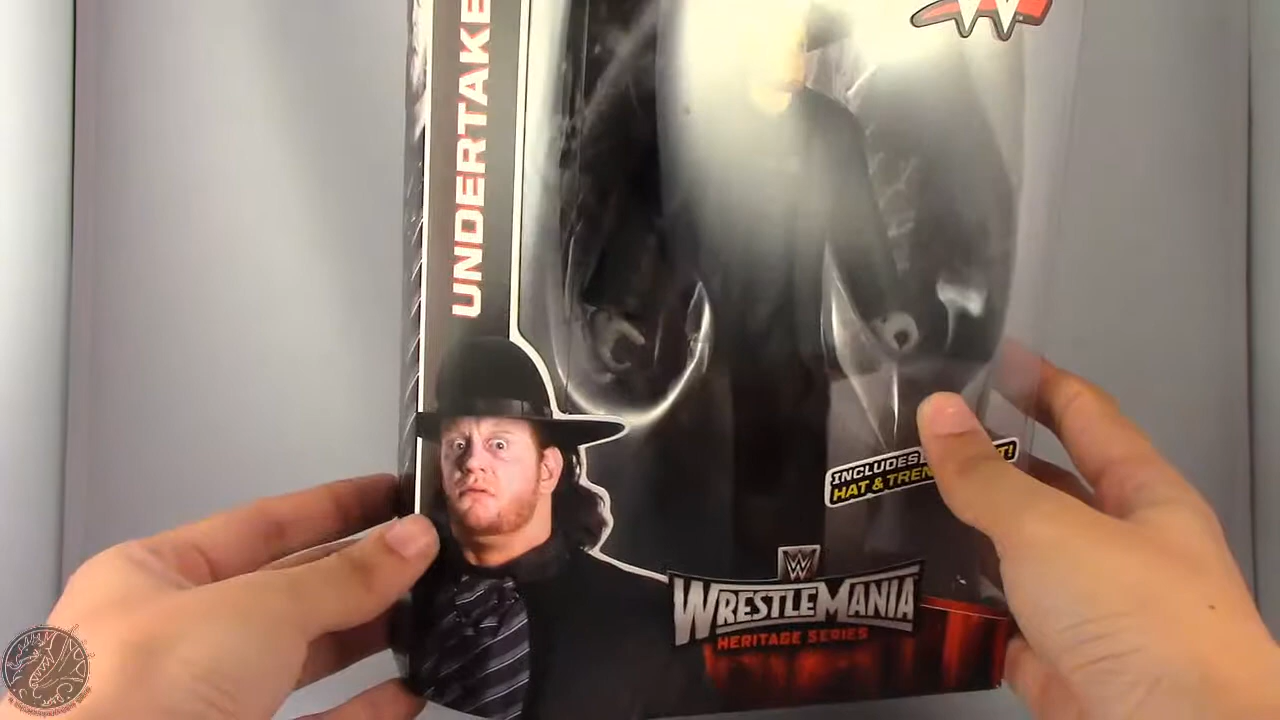 UNDERTAKE
W
INCLUDES
HAT & TREN
W
WRESTLEMANIA
HERITAGE SERIES